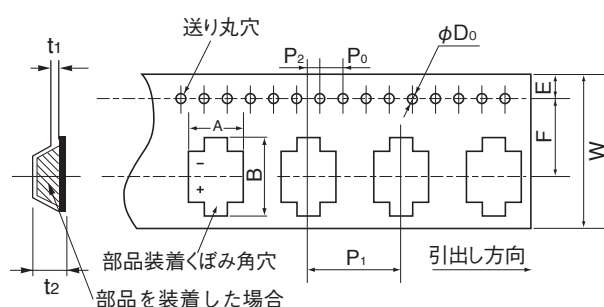 送り丸穴
φD₀
t₁
P₂
P₀
E
A
F
W
B
−
+
部品装着くぼみ角穴
P₁
引出し方向
t₂
部品を装着した場合